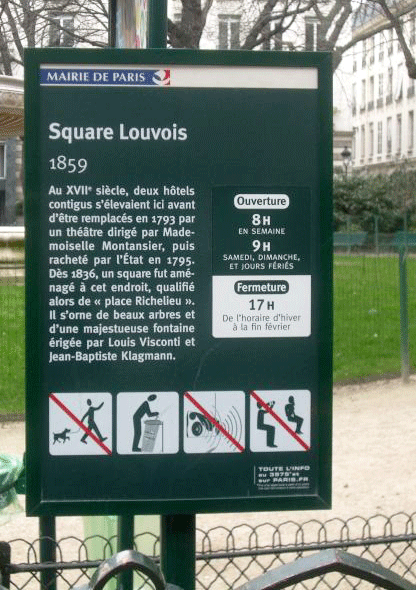 MAIRIE DE PARIS
Square Louvois
1859
Au XVIIe siècle, deux hôtels
contigus s'élevaient ici avant
d'être remplacés en 1793 par
un théâtre dirigé par Made-
moiselle Montansier, puis
racheté par l'État en 1795.
Dès 1836, un square fut amé-
nagé à cet endroit, qualifié
alors de « place Richelieu ».
Il s'orne de beaux arbres et
d'une majestueuse fontaine
érigée par Louis Visconti et
Jean-Baptiste Klagmann.
Ouverture
8H
EN SEMAINE
9H
SAMEDI, DIMANCHE,
ET JOURS FÉRIÉS
Fermeture
17H
De l'horaire d'hiver
à la fin février
TOUTE L'INFO
au 3975* et
sur PARIS.FR